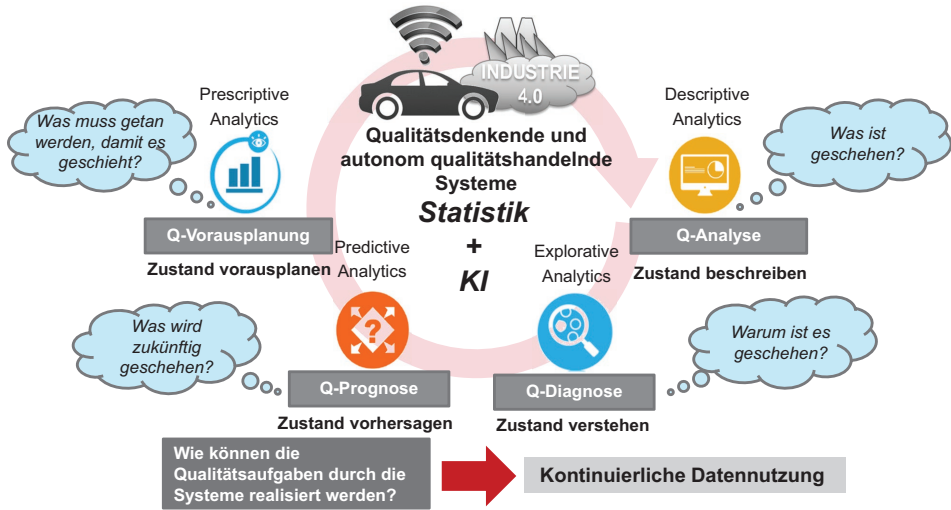 INDUSTRIE
4.0
Prescriptive
Analytics
Was muss getan
werden, damit es
geschieht?
Q-Vorausplanung
Zustand vorausplanen
Qualitätsdenkende und
autonom qualitätshandelnde
Systeme
Statistik
+
KI
Descriptive
Analytics
Was ist
geschehen?
Q-Analyse
Zustand beschreiben
Predictive
Analytics
?
Was wird
zukünftig
geschehen?
Q-Prognose
Zustand vorhersagen
Explorative
Analytics
Warum ist es
geschehen?
Q-Diagnose
Zustand verstehen
Wie können die
Qualitätsaufgaben durch die
Systeme realisiert werden?
Kontinuierliche Datennutzung